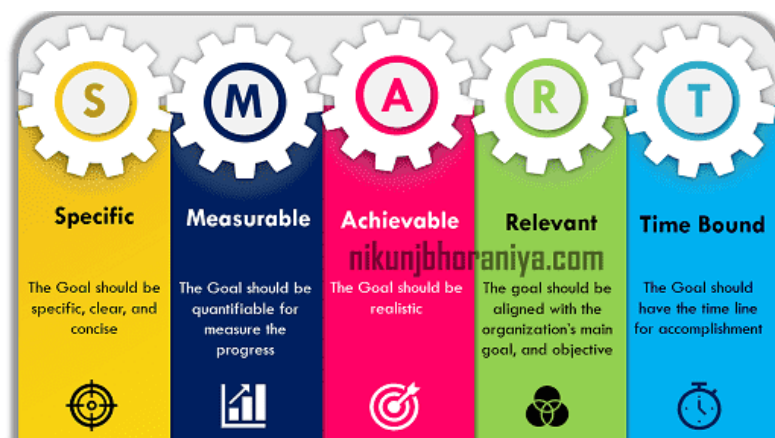 S
M
A
R
T
Specific
The Goal should be
specific, clear, and
concise
Measurable
The Goal should be
quantifiable for
measure the
progress
Achievable
The Goal should be
realistic
Relevant
The goal should be
aligned with the
organization's main
goal, and objective
Time Bound
The Goal should
have the time line
for accomplishment
nikunjbhoraniya.com